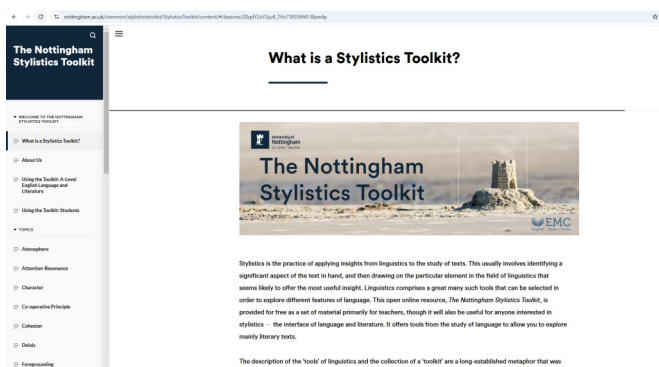 nottingham.ac.uk/common/stylisticstoolkit/StylisticsToolkit/content/#/lessons/
The Nottingham
Stylistics Toolkit
WELCOME TO THE NOTTINGHAM
STYLISTICS TOOLKIT
What is a Stylistics Toolkit?
About Us
Using the Toolkit: A-Level
English Language and
Literature
Using the Toolkit: Students
TOPICS
Atmosphere
Attention-Resonance
Character
Co-operative Principle
Cohesion
Deixis
Foregrounding
What is a Stylistics Toolkit?
University of
Nottingham
The Nottingham
Stylistics Toolkit
EMC
Stylistics is the practice of applying insights from linguistics to the study of texts. This usually involves identifying a
significant aspect of the text in hand, and then drawing on the particular element in the field of linguistics that
seems likely to offer the most useful insight. Linguistics comprises a great many such tools that can be selected in
order to explore different features of language. This open online resource, The Nottingham Stylistics Toolkit, is
provided for free as a set of material primarily for teachers, though it will also be useful for anyone interested in
stylistics - the interface of language and literature. It offers tools from the study of language to allow you to explore
mainly literary texts.
The description of the 'tools' of linguistics and the collection of a 'toolkit' are a long-established metaphor that was